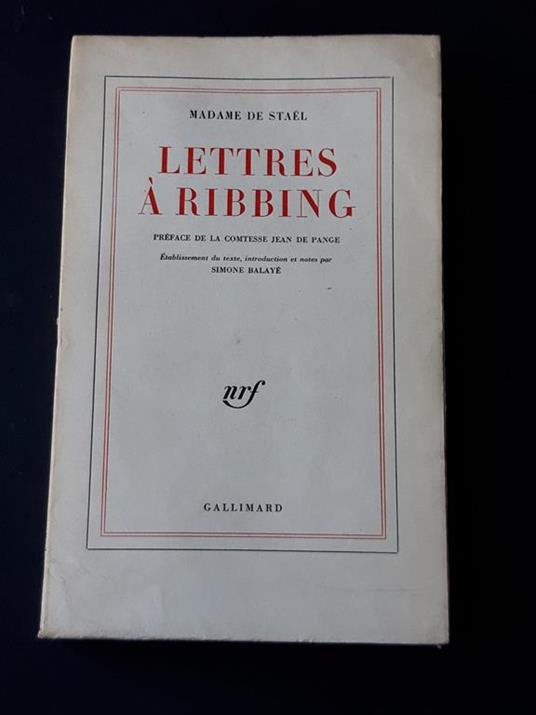 MADAME DE STAËL
LETTRES
À RIBBING
PRÉFACE DE LA COMTESSE JEAN DE PANGE
Établissement du texte, introduction et notes par
SIMONE BALAYÉ
nrf
GALLIMARD